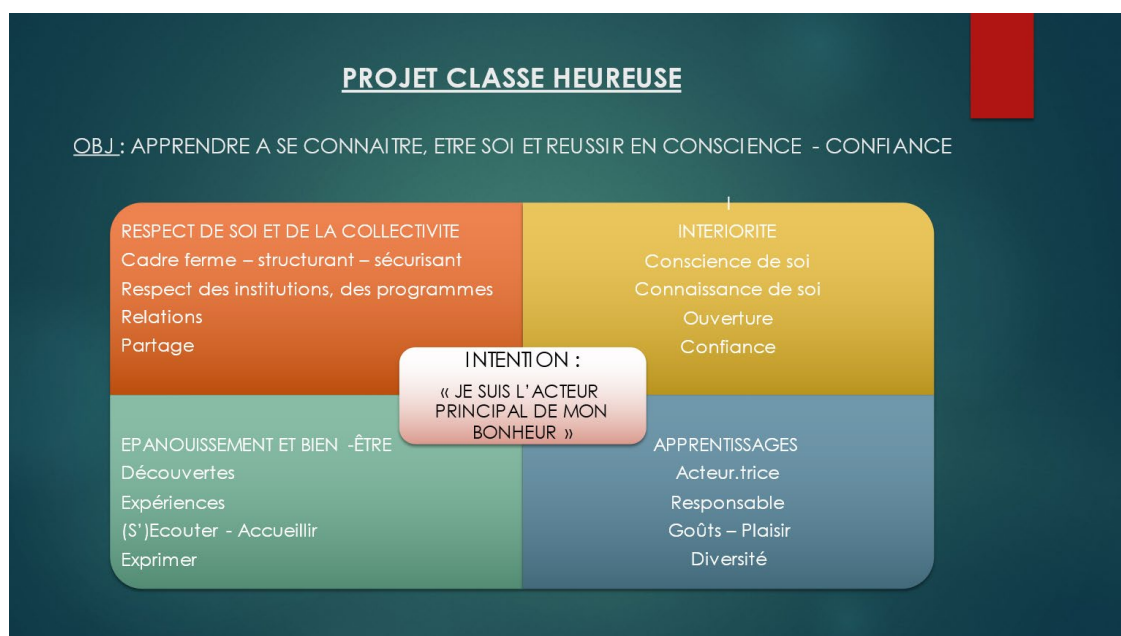 PROJET CLASSE HEUREUSE
OBJ : APPRENDRE A SE CONNAITRE, ETRE SOI ET REUSSIR EN CONSCIENCE - CONFIANCE
RESPECT DE SOI ET DE LA COLLECTIVITE
Cadre ferme – structurant – sécurisant
Respect des institutions, des programmes
Relations
Partage
I
INTERIORITE
Conscience de soi
Connaissance de soi
Ouverture
Confiance
INTENTION :
« JE SUIS L'ACTEUR
PRINCIPAL DE MON
BONHEUR »
EPANOUISSEMENT ET BIEN -ÊTRE
Découvertes
Expériences
(S')Ecouter - Accueillir
Exprimer
APPRENTISSAGES
Acteur.trice
Responsable
Goûts – Plaisir
Diversité